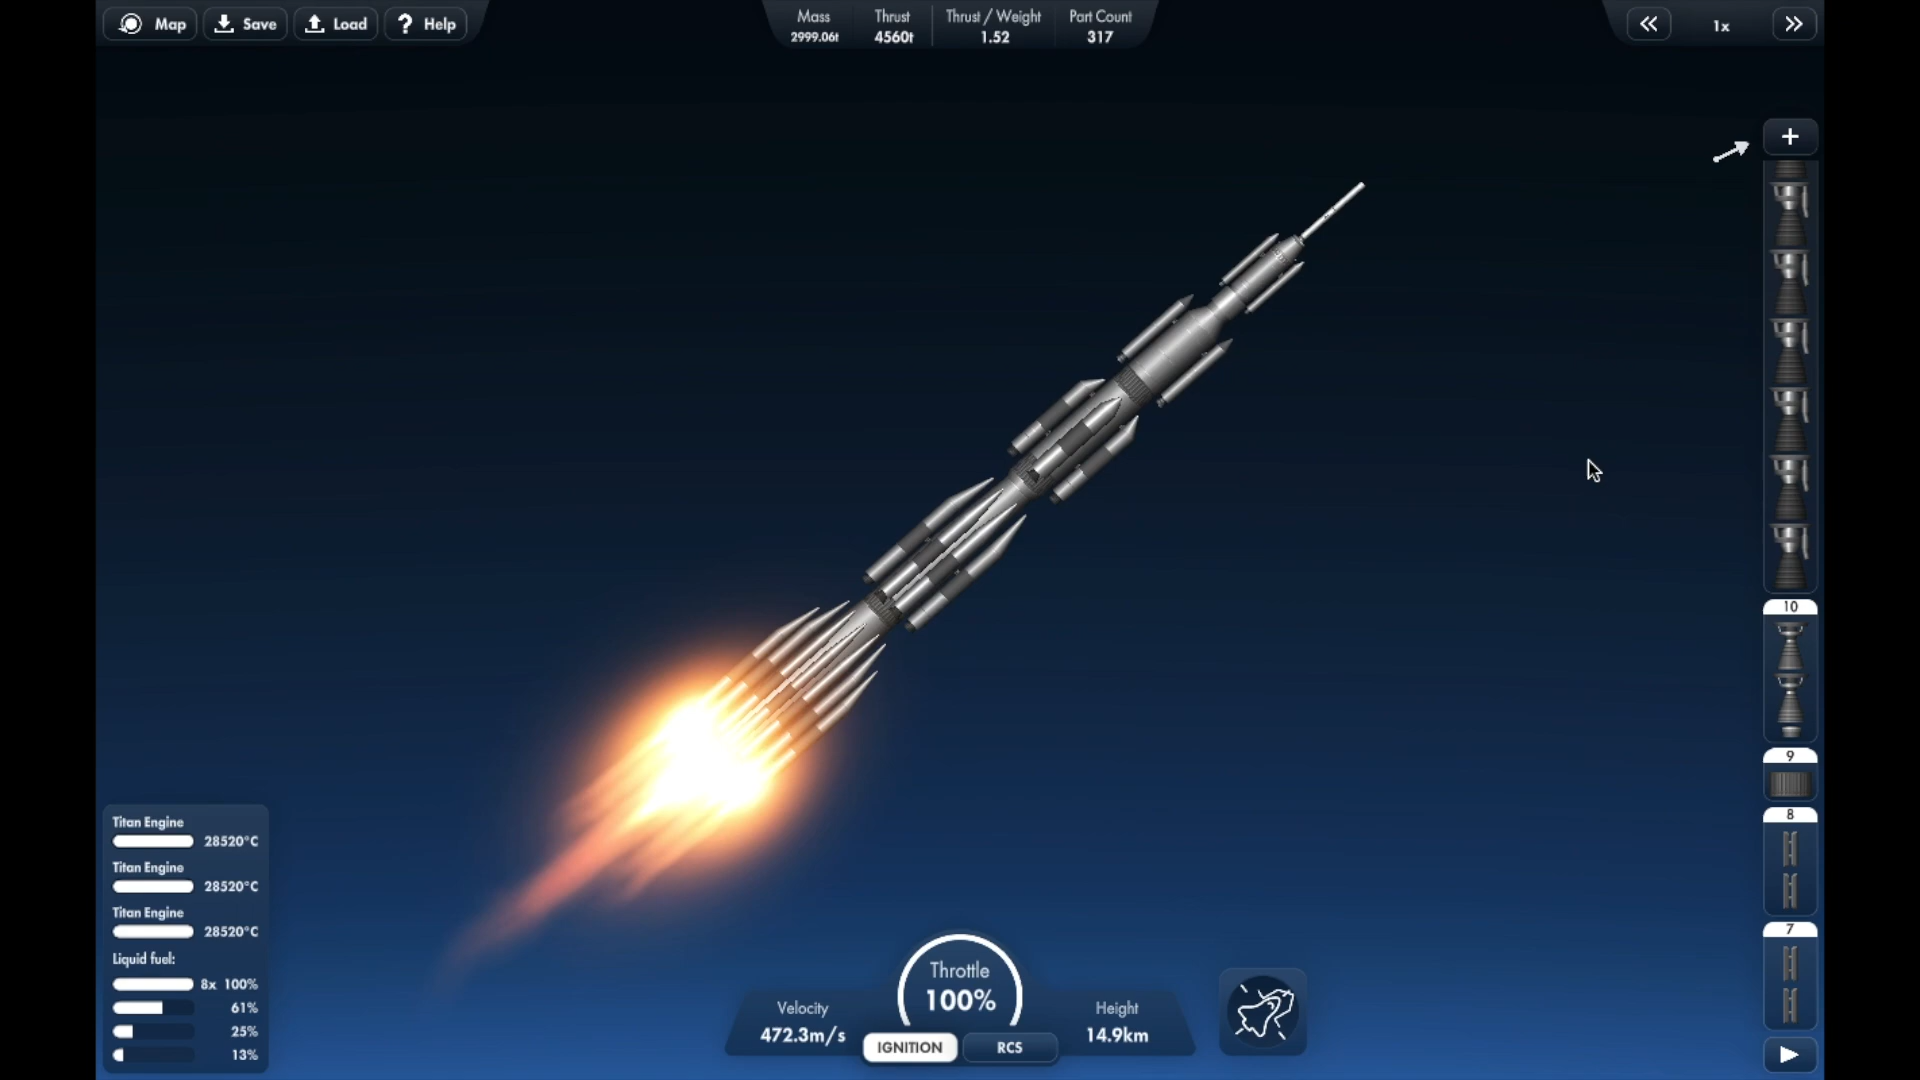 Map
Save
Load
? Help
Mass
2999.06t
Thrust
4560t
Thrust / Weight
1.52
Part Count
317
1x
+
10
9
8
7
Titan Engine
28520°C
Titan Engine
28520°C
Titan Engine
28520°C
Liquid fuel:
8x 100%
61%
25%
13%
Velocity
472.3m/s
Throttle
100%
IGNITION
RCS
Height
14.9km